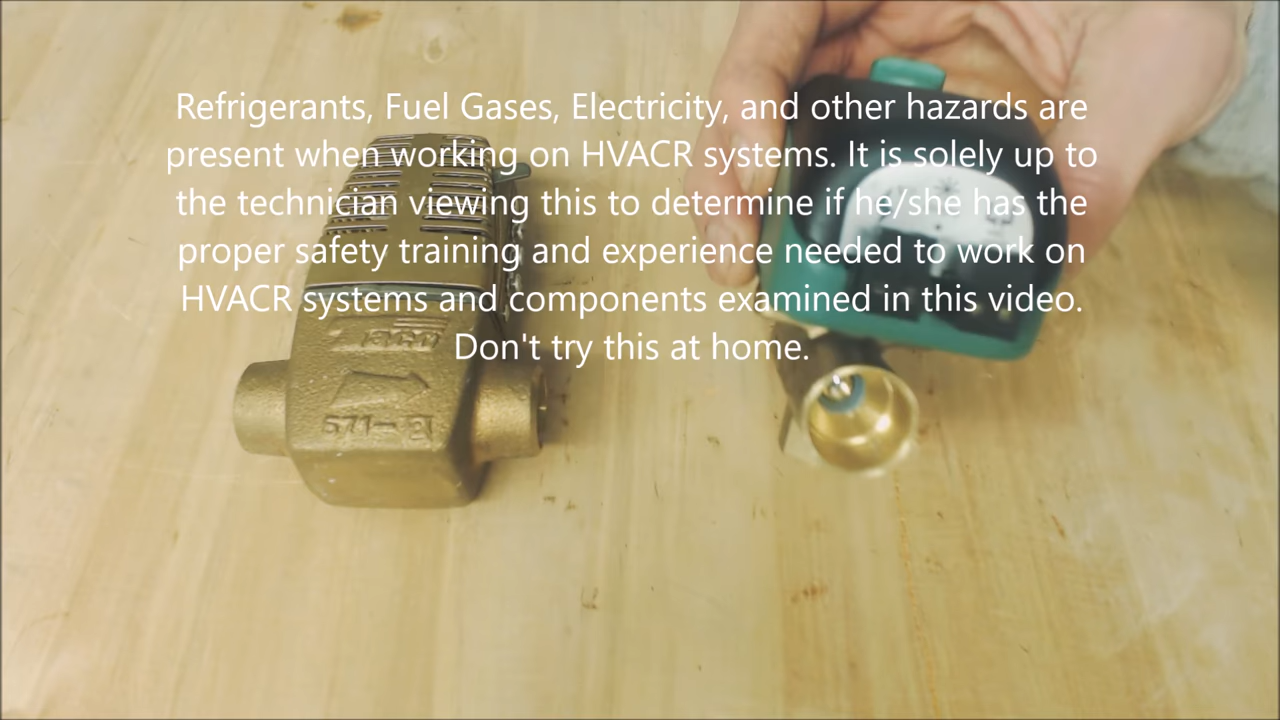 Refrigerants, Fuel Gases, Electricity, and other hazards are
present when working on HVACR systems. It is solely up to
the technician viewing this to determine if he/she has the
proper safety training and experience needed to work on
HVACR systems and components examined in this video.
Don't try this at home.
TACO